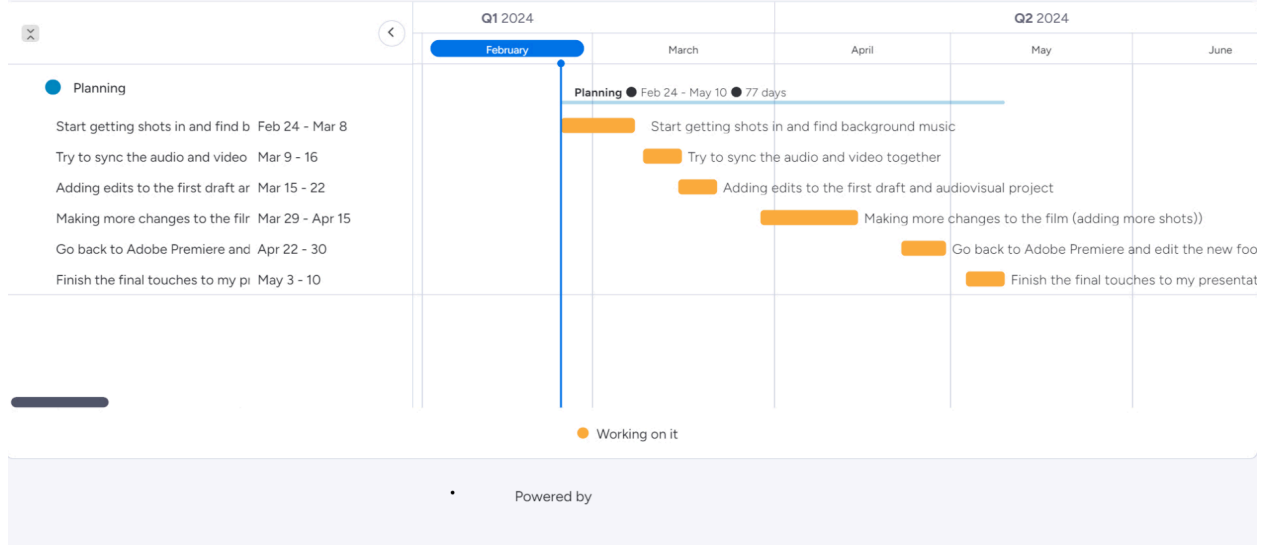 Q1 2024 Q2 2024
February March April May June
Planning
Planning ● Feb 24 - May 10 ● 77 days
Start getting shots in and find b Feb 24 - Mar 8 Start getting shots in and find background music
Try to sync the audio and video Mar 9 - 16 Try to sync the audio and video together
Adding edits to the first draft ar Mar 15 - 22 Adding edits to the first draft and audiovisual project
Making more changes to the filr Mar 29 - Apr 15 Making more changes to the film (adding more shots))
Go back to Adobe Premiere and Apr 22 - 30 Go back to Adobe Premiere and edit the new foo
Finish the final touches to my pı May 3 - 10 Finish the final touches to my presentat
Working on it
• Powered by